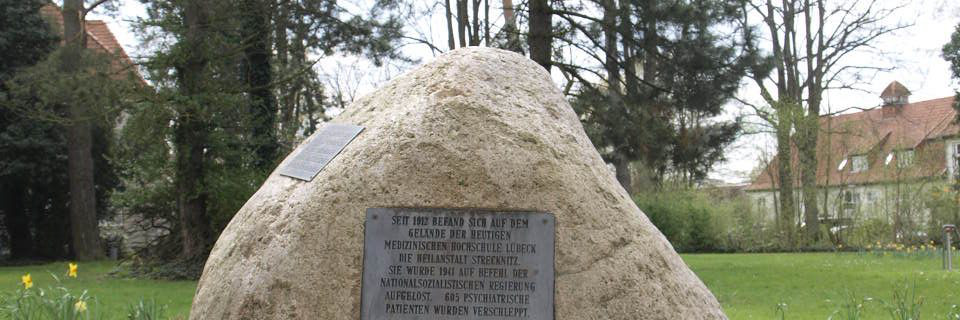 SEIT 1912 BEFAND SICH AUF DEM
GELÄNDE DER HEUTIGEN
MEDIZINISCHEN HOCHSCHULE LÜBECK
DIE HEILANSTALT STRECKNITZ.
SIE WURDE 1941 AUF BEFEHL DER
NATIONALSOZIALISTISCHEN REGIERUNG
AUFGELÖST. 605 PSYCHIATRISCHE
PATIENTEN WURDEN VERSCHLEPPT.